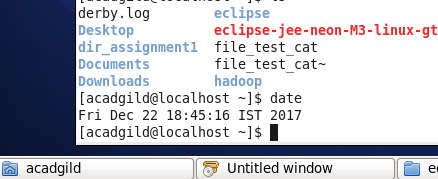 derby.log eclipse
Desktop eclipse-jee-neon-M3-linux-gt
dir_assignment1 file_test_cat
Documents file_test_cat~
Downloads hadoop
[acadgild@localhost ~]$ date
Fri Dec 22 18:45:16 IST 2017
[acadgild@localhost ~]$
acadgild Untitled window